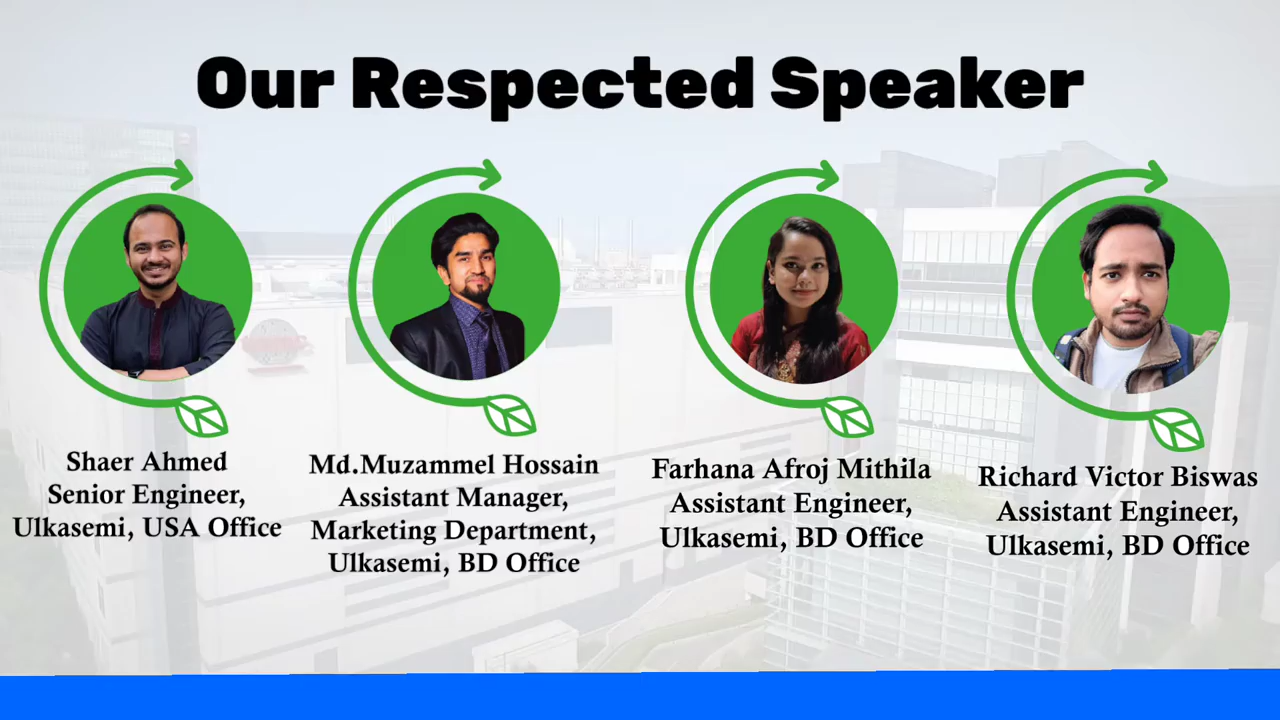 Our Respected Speaker
Shaer Ahmed
Senior Engineer,
Ulkasemi, USA Office
Md.Muzammel Hossain
Assistant Manager,
Marketing Department,
Ulkasemi, BD Office
Farhana Afroj Mithila
Assistant Engineer,
Ulkasemi, BD Office
Richard Victor Biswas
Assistant Engineer,
Ulkasemi, BD Office